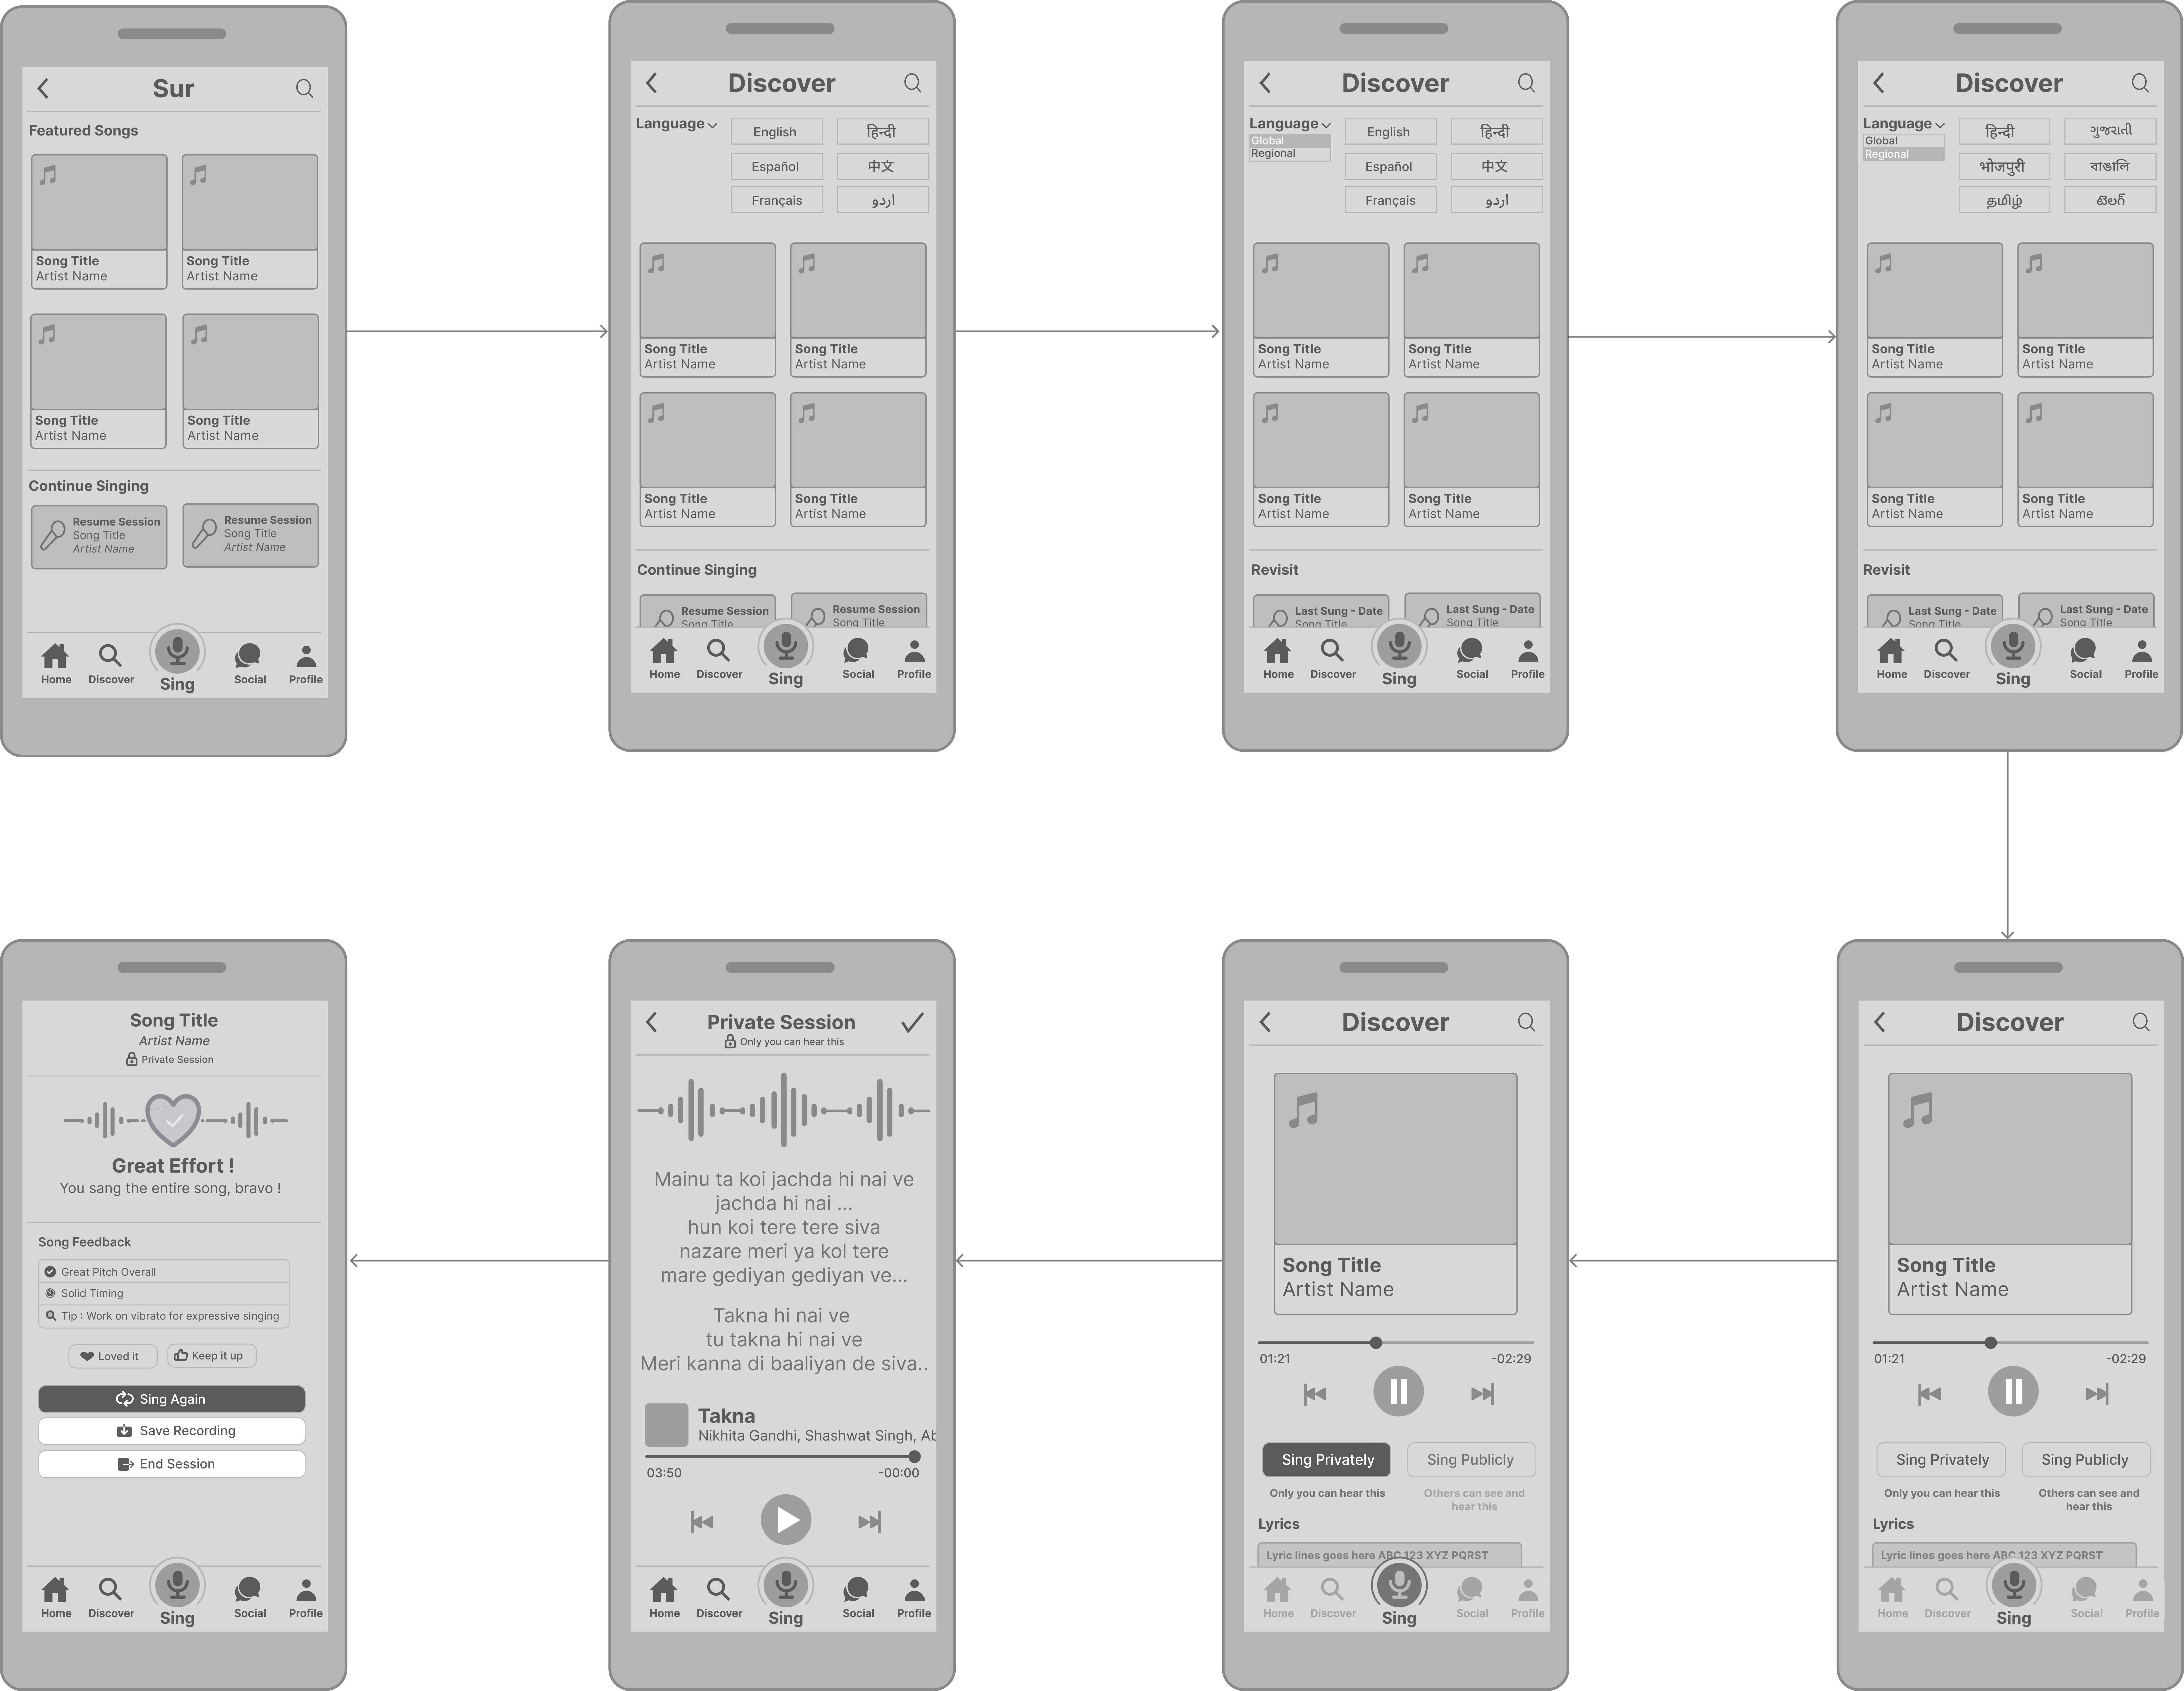 Sur
Featured Songs
Song Title
Artist Name
Song Title
Artist Name
Song Title
Artist Name
Song Title
Artist Name
Continue Singing
Resume Session
Song Title
Artist Name
Resume Session
Song Title
Artist Name
Home
Discover
Sing
Social
Profile
Discover
Language
English
हिन्दी
Español
中文
Français
اردو
Song Title
Artist Name
Song Title
Artist Name
Song Title
Artist Name
Song Title
Artist Name
Continue Singing
Resume Session
Song Title
Resume Session
Song Title
Home
Discover
Sing
Social
Profile
Discover
Language
Global
Regional
English
हिन्दी
Español
中文
Français
اردو
Song Title
Artist Name
Song Title
Artist Name
Song Title
Artist Name
Song Title
Artist Name
Revisit
Last Sung - Date
Song Title
Last Sung - Date
Song Title
Home
Discover
Sing
Social
Profile
Discover
Language
Global
Regional
हिन्दी
ગુજરાતી
भोजपुरी
বাঙালি
தமிழ்
Song Title
Artist Name
Song Title
Artist Name
Song Title
Artist Name
Song Title
Artist Name
Revisit
Last Sung - Date
Song Title
Last Sung - Date
Song Title
Home
Discover
Sing
Social
Profile
Discover
Song Title
Artist Name
01:21
-02:29
Sing Privately
Sing Publicly
Only you can hear this
Others can see and
hear this
Lyrics
Lyric lines goes here ABC 123 XYZ PQRST
Home
Discover
Sing
Social
Profile
Discover
Song Title
Artist Name
01:21
-02:29
Sing Privately
Sing Publicly
Only you can hear this
Others can see and
hear this
Lyrics
Lyric lines goes here ABC 123 XYZ PQRST
Home
Discover
Sing
Social
Profile
Private Session
Only you can hear this
Mainu ta koi jachda hi nai ve
jachda hi nai ...
hun koi tere tere siva
nazare meri ya kol tere
mare gediyan gediyan ve...
Takna hi nai ve
tu takna hi nai ve
Meri kanna di baaliyan de siva..
Takna
Nikhita Gandhi, Shashwat Singh, Ab
03:50
-00:00
Home
Discover
Sing
Social
Profile
Song Title
Artist Name
Private Session
Great Effort !
You sang the entire song, bravo !
Song Feedback
Great Pitch Overall
Solid Timing
Tip : Work on vibrato for expressive singing
Loved it
Keep it up
Sing Again
Save Recording
End Session
Home
Discover
Sing
Social
Profile